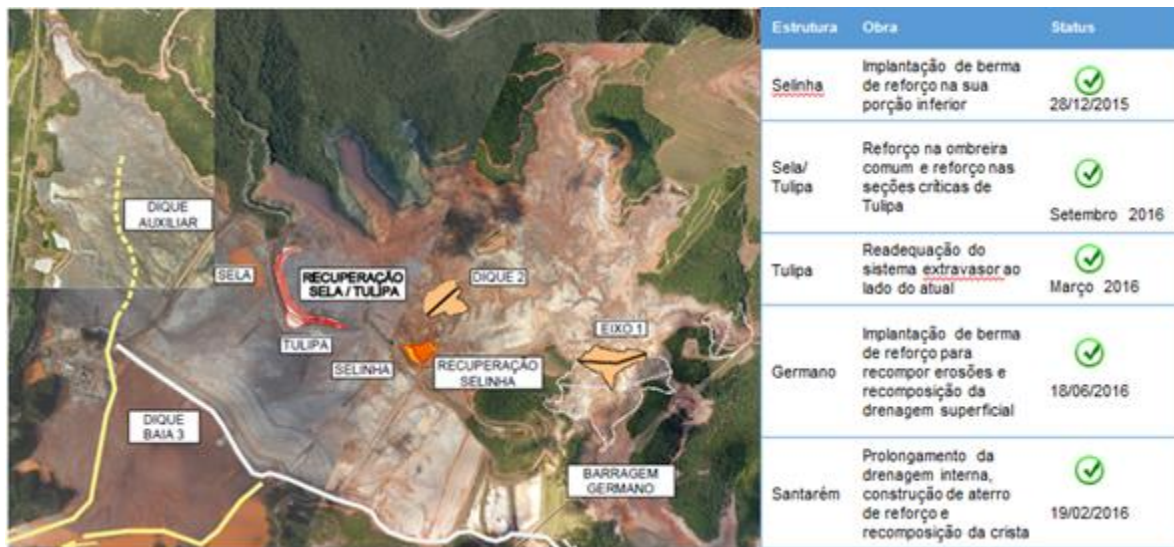 DIQUE
AUXILIAR
SELA
RECUPERAÇÃO
SELA / TULIPA
DIQUE 2
TULIPA
EIXO 1
SELINHA
RECUPERAÇÃO
SELINHA
DIQUE
BAIA 3
BARRAGEM
GERMANO
Estrutura Obra Status
Selinha
Implantação de berma
de reforço na sua
porção inferior
28/12/2015
Sela/
Tulipa
Reforço na ombreira
comum e reforço nas
seções críticas de
Tulipa
Setembro 2016
Tulipa
Readequação do
sistema extravasor ao
lado do atual
Março 2016
Germano
Implantação de berma
de reforço para
recompor erosões e
recomposição da
drenagem superficial
18/06/2016
Santarém
Prolongamento da
drenagem interna,
construção de aterro
de reforço e
recomposição da crista
19/02/2016